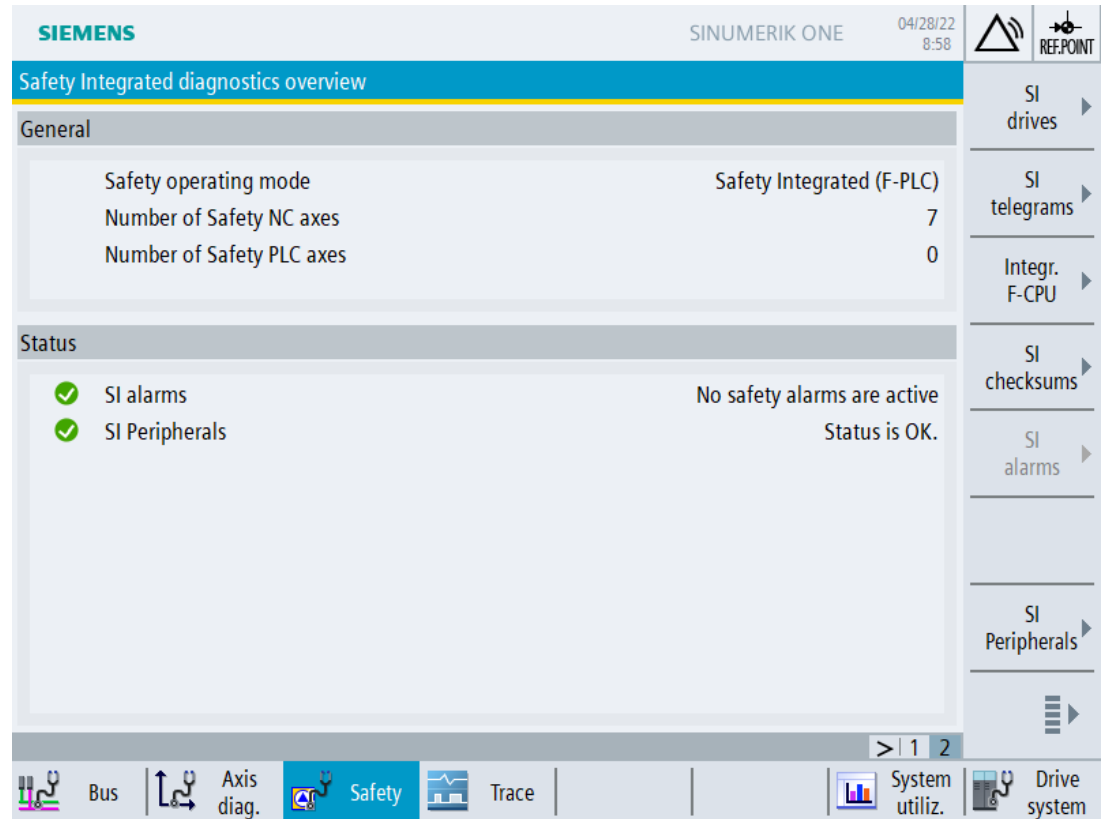 SIEMENS
SINUMERIK ONE
04/28/22
8:58
REF.POINT
Safety Integrated diagnostics overview
General
Safety operating mode Safety Integrated (F-PLC)
Number of Safety NC axes 7
Number of Safety PLC axes 0
Status
SI alarms No safety alarms are active
SI Peripherals Status is OK.
SI
drives
SI
telegrams
Integr.
F-CPU
SI
checksums
SI
alarms
SI
Peripherals
> 1 2
Bus
Axis
diag.
Safety
Trace
System
utiliz.
Drive
system